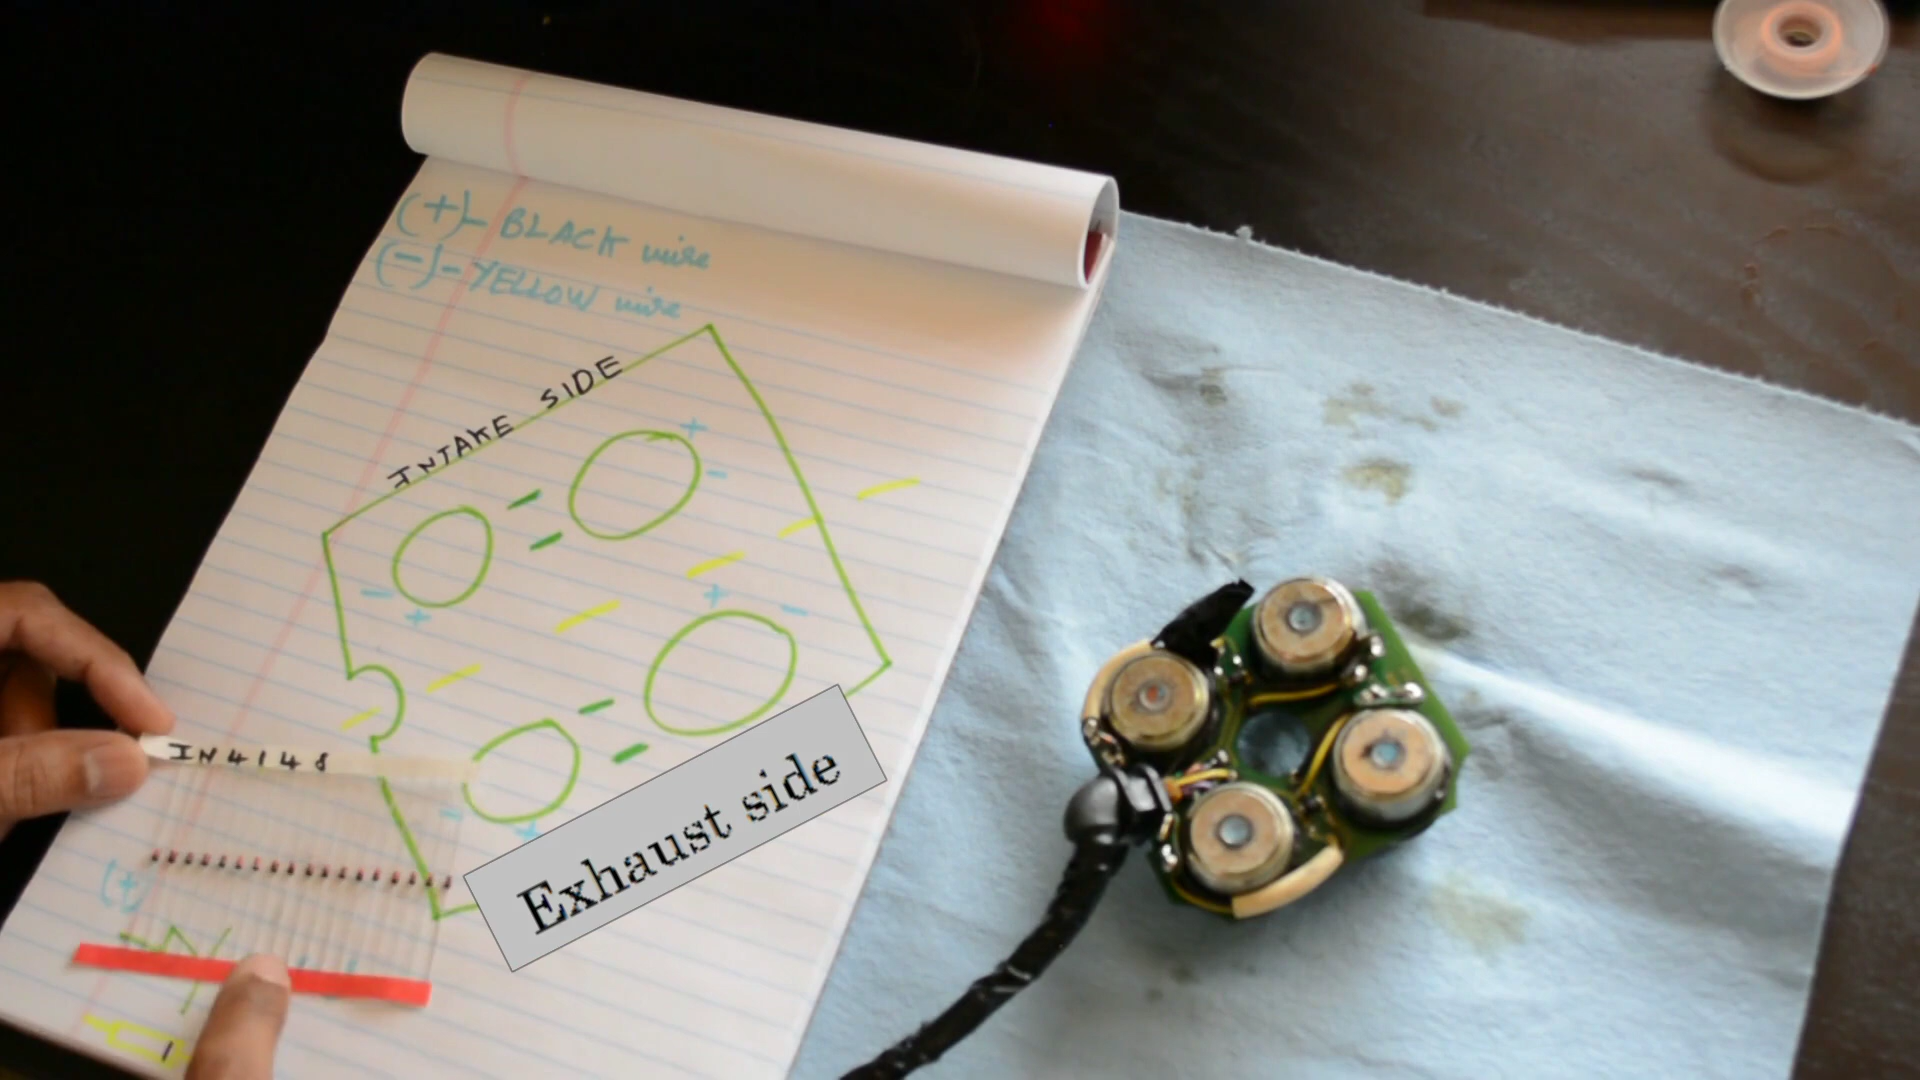 (+)- BLACK wire
(-)- YELLOW wire
INTAKE SIDE
+
-
+
-
-
+
IN4148
-
+
Exhaust side
(+)